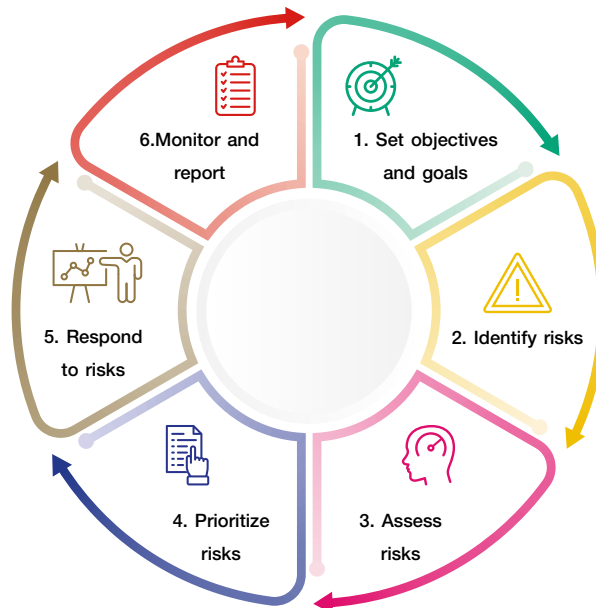 1. Set objectives
and goals
2. Identify risks
3. Assess
risks
4. Prioritize
risks
5. Respond
to risks
6.Monitor and
report